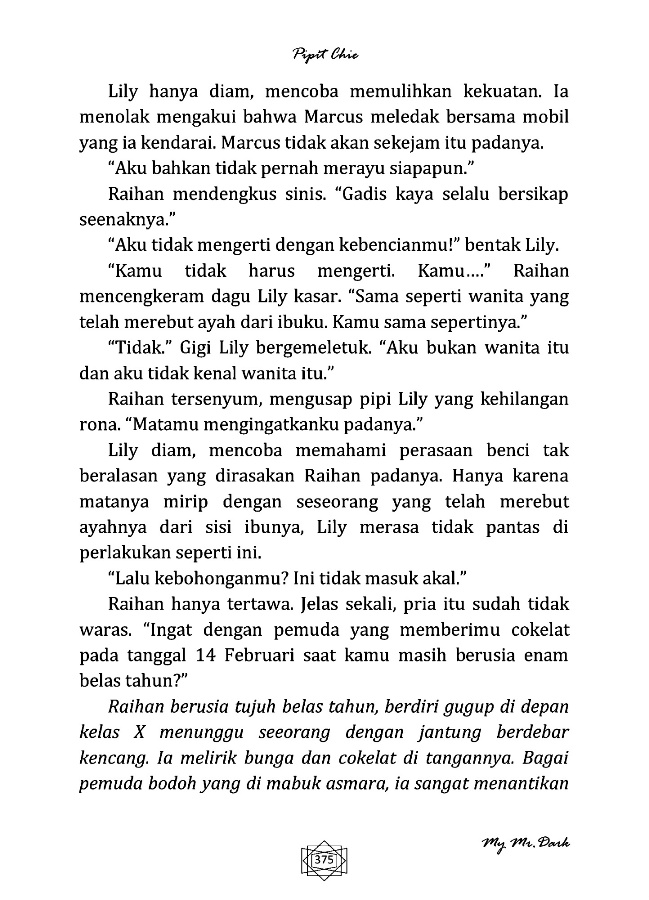 Pipit Chie
Lily hanya diam, mencoba memulihkan kekuatan. Ia
menolak mengakui bahwa Marcus meledak bersama mobil
yang ia kendarai. Marcus tidak akan sekejam itu padanya.
“Aku bahkan tidak pernah merayu siapapun.”
Raihan mendengkus sinis. “Gadis kaya selalu bersikap
seenaknya.”
“Aku tidak mengerti dengan kebencianmu!” bentak Lily.
“Kamu tidak harus mengerti. Kamu....” Raihan
mencengkeram dagu Lily kasar. “Sama seperti wanita yang
telah merebut ayah dari ibuku. Kamu sama sepertinya.”
“Tidak.” Gigi Lily bergemeletuk. “Aku bukan wanita itu
dan aku tidak kenal wanita itu.”
Raihan tersenyum, mengusap pipi Lily yang kehilangan
rona. “Matamu mengingatkanku padanya.”
Lily diam, mencoba memahami perasaan benci tak
beralasan yang dirasakan Raihan padanya. Hanya karena
matanya mirip dengan seseorang yang telah merebut
ayahnya dari sisi ibunya, Lily merasa tidak pantas di
perlakukan seperti ini.
“Lalu kebohonganmu? Ini tidak masuk akal.”
Raihan hanya tertawa. Jelas sekali, pria itu sudah tidak
waras. “Ingat dengan pemuda yang memberimu cokelat
pada tanggal 14 Februari saat kamu masih berusia enam
belas tahun?”
Raihan berusia tujuh belas tahun, berdiri gugup di depan
kelas X menunggu seeorang dengan jantung berdebar
kencang. Ia melirik bunga dan cokelat di tangannya. Bagai
pemuda bodoh yang di mabuk asmara, ia sangat menantikan
My Mr. Dark
375